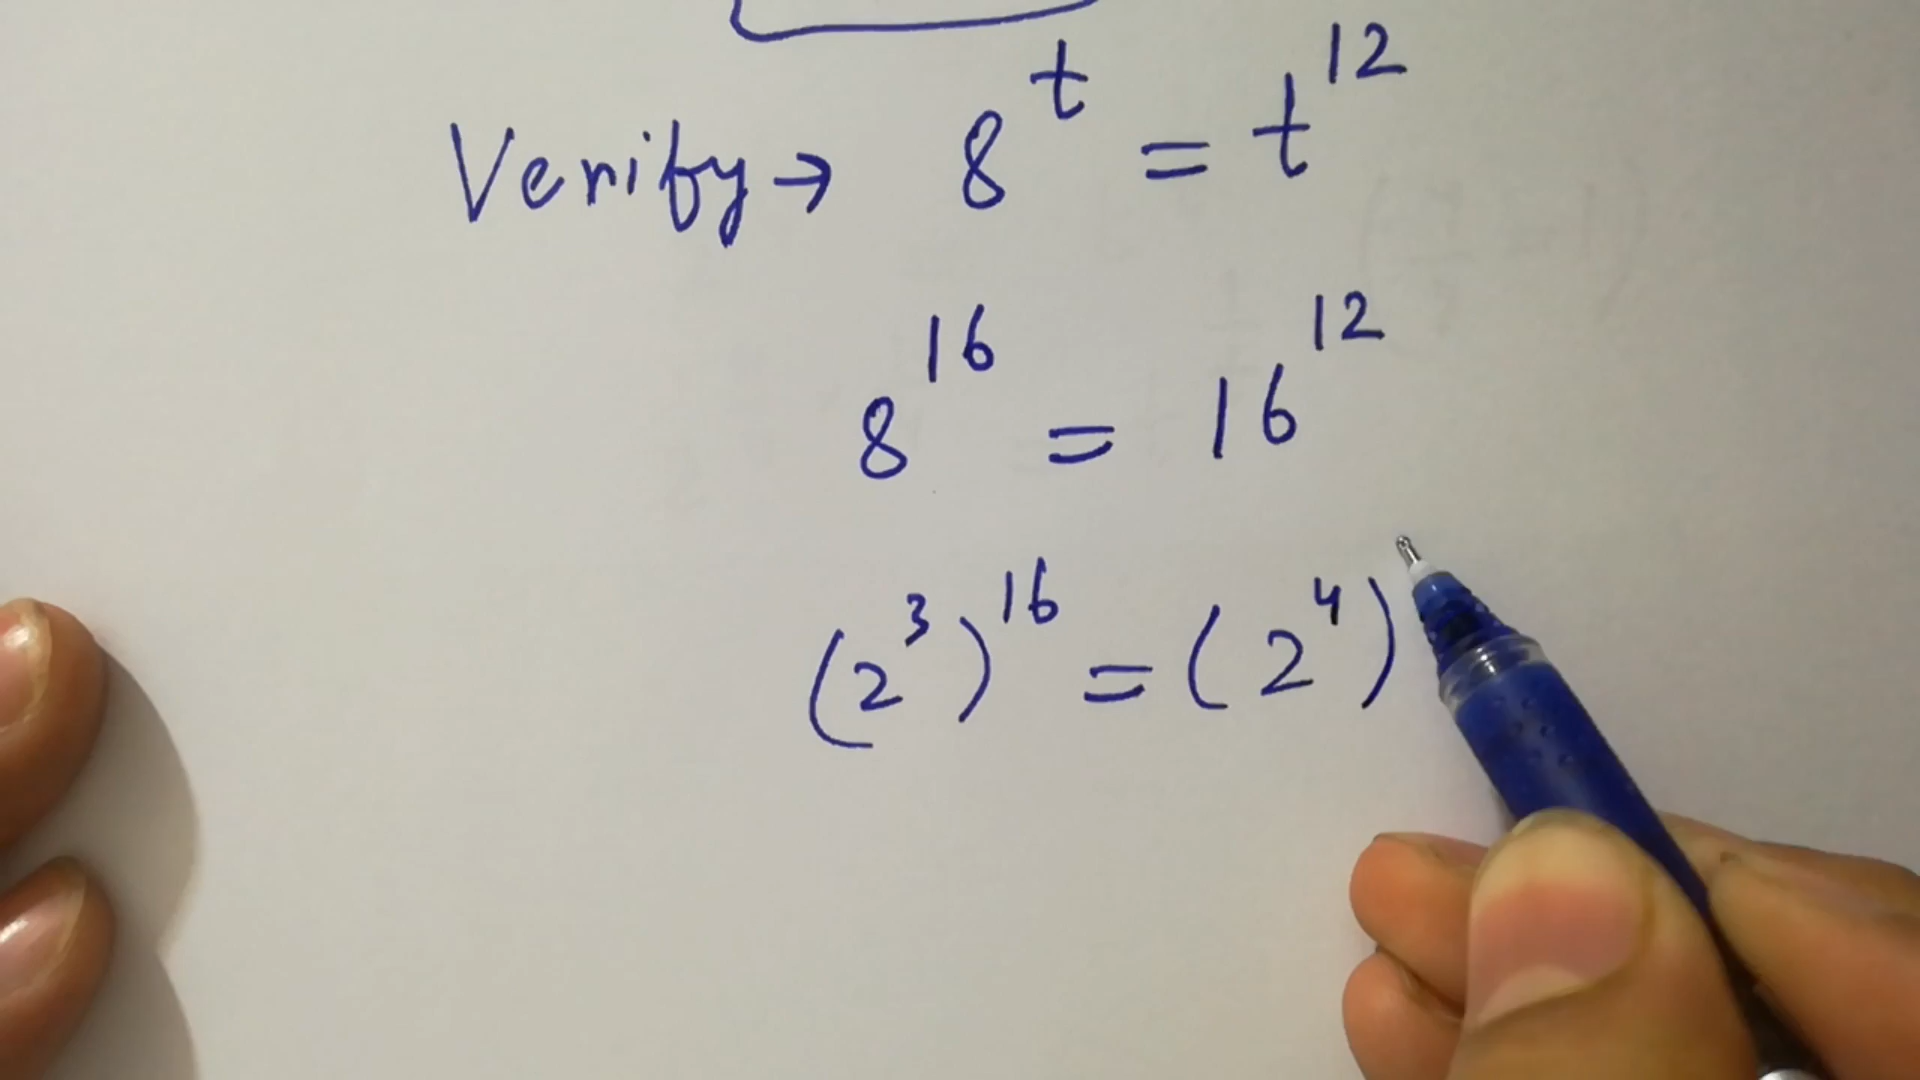 Verify → 8^t = t^12
8^16 = 16^12
(2^3)^16 = (2^4)